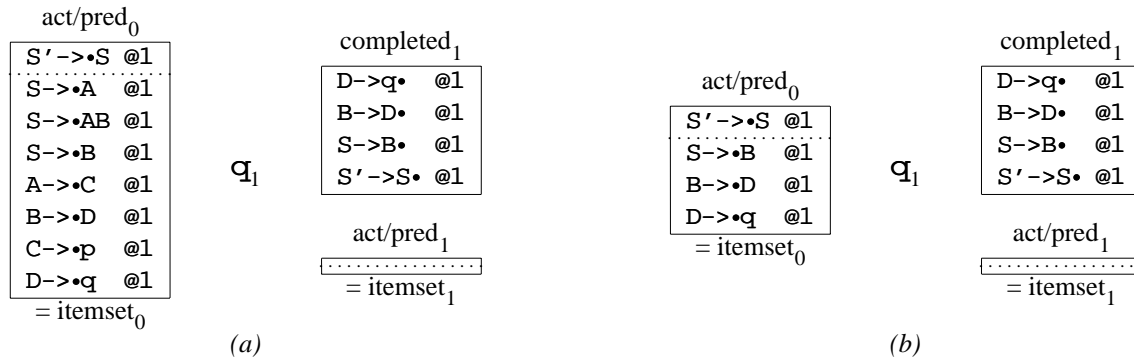 act/pred0
S'->•S @1
S->•A @1
S->•AB @1
S->•B @1
A->•C @1
B->•D @1
C->•p @1
D->•q @1
= itemset0
q1
completed1
D->q• @1
B->D• @1
S->B• @1
S'->S• @1
act/pred1
= itemset1
(a)
act/pred0
S'->•S @1
S->•B @1
B->•D @1
D->•q @1
= itemset0
q1
completed1
D->q• @1
B->D• @1
S->B• @1
S'->S• @1
act/pred1
= itemset1
(b)